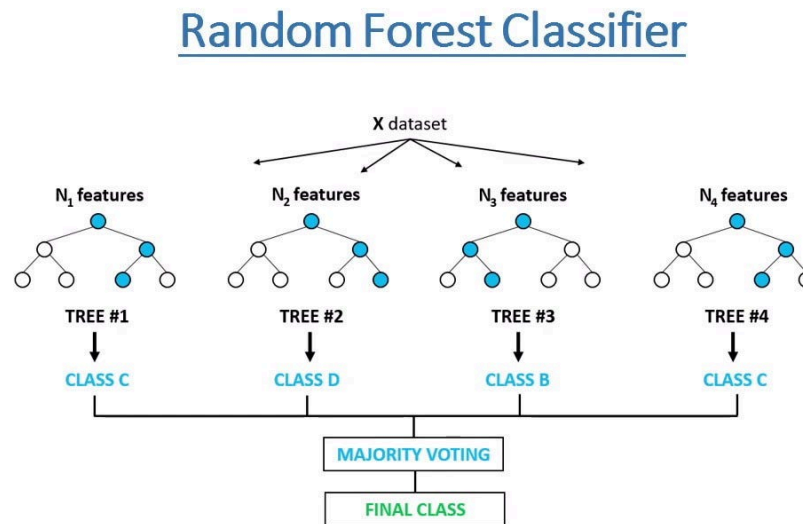 Random Forest Classifier
X dataset
N₁ features N₂ features N₃ features N₄ features
TREE #1 TREE #2 TREE #3 TREE #4
CLASS C CLASS D CLASS B CLASS C
MAJORITY VOTING
FINAL CLASS